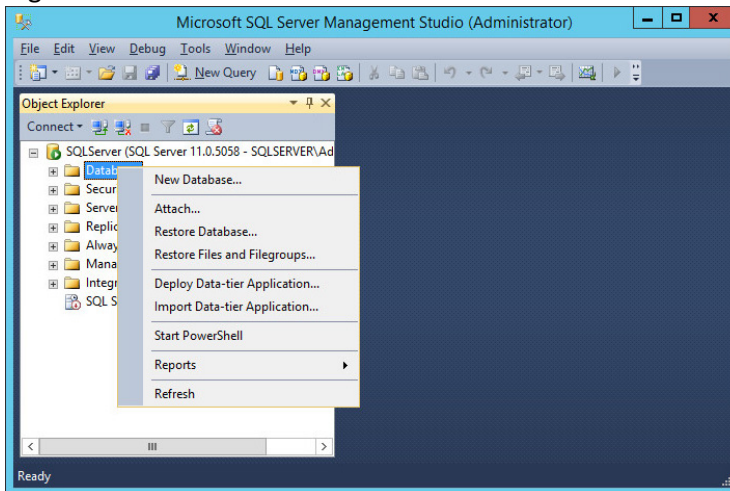 Microsoft SQL Server Management Studio (Administrator)
File Edit View Debug Tools Window Help
New Query
Object Explorer
Connect
SQLServer (SQL Server 11.0.5058 - SQLSERVER\Ad
Datab
Secur
Server
Replic
Alway
Mana
Integr
SQL S
New Database...
Attach...
Restore Database...
Restore Files and Filegroups...
Deploy Data-tier Application...
Import Data-tier Application...
Start PowerShell
Reports
Refresh
Ready